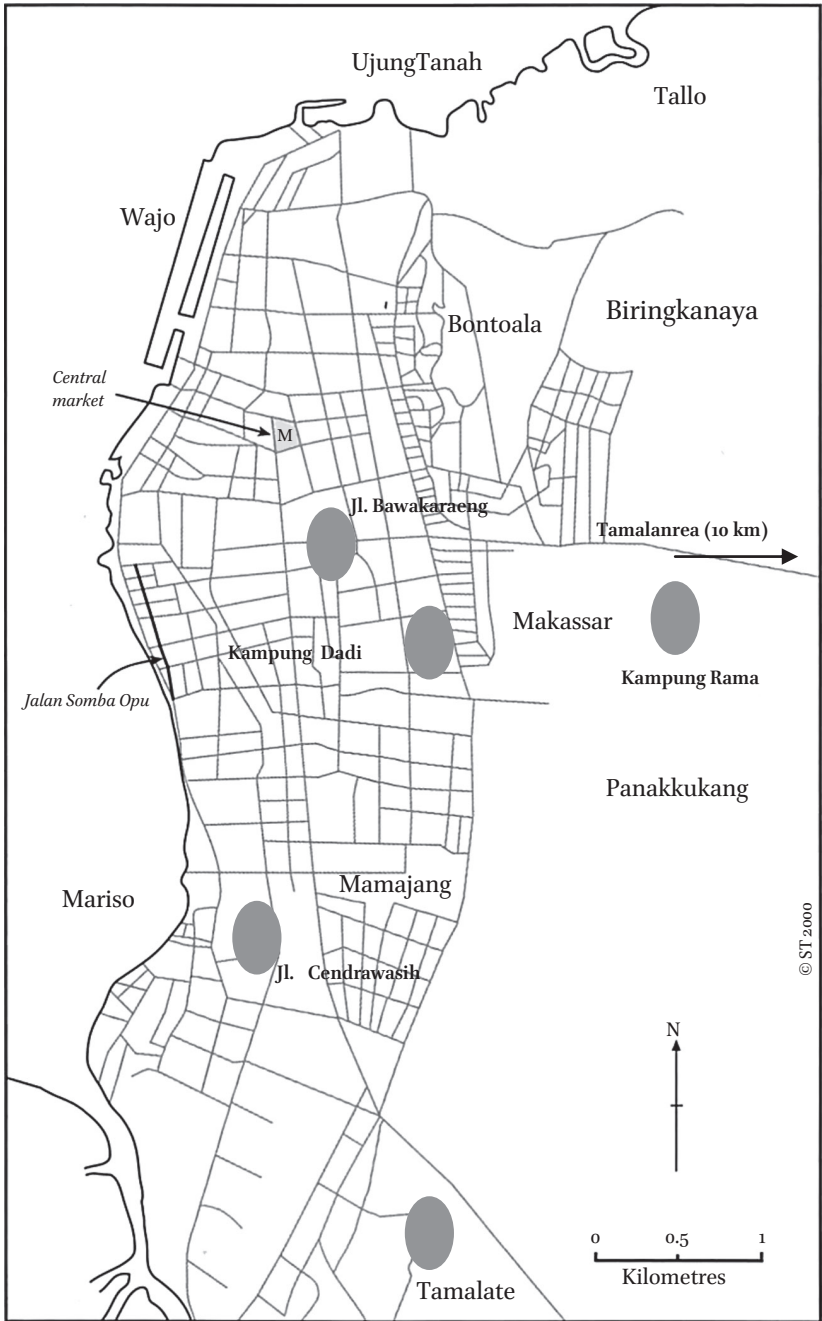 UjungTanah
Tallo
Wajo
Bontoala
Biringkanaya
Central
market
M
Jl. Bawakaraeng
Tamalanrea (10 km)
Makassar
Kampung Dadi
Kampung Rama
Jalan Somba Opu
Panakkukang
Mamajang
Mariso
© ST 2000
Jl. Cendrawasih
N
0 0.5 1
Kilometres
Tamalate